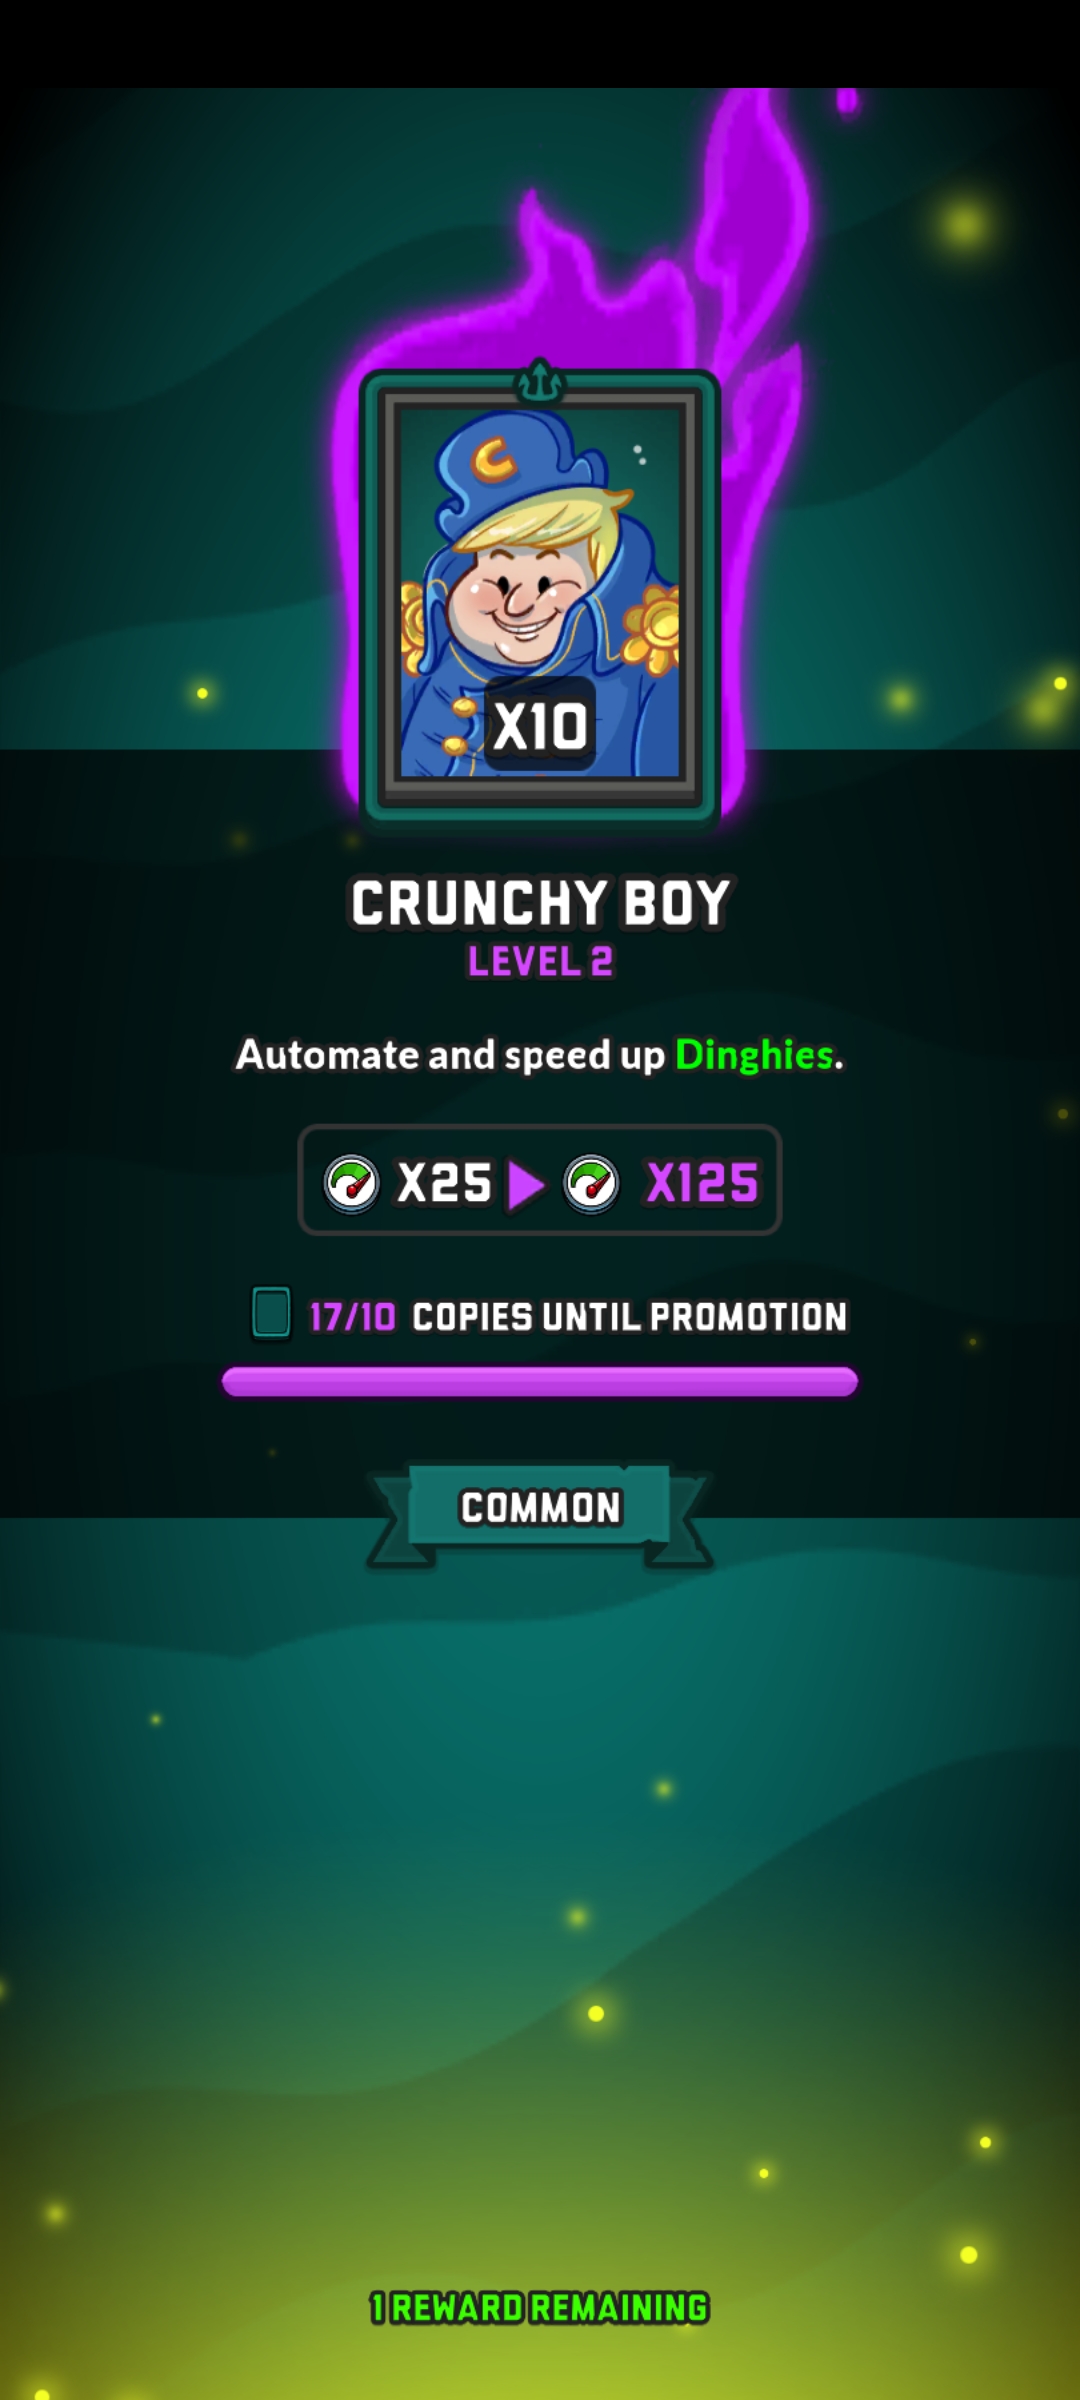 C
X10
CRUNCHY BOY
LEVEL 2
Automate and speed up Dinghies.
X25 X125
17/10 COPIES UNTIL PROMOTION
COMMON
1 REWARD REMAINING